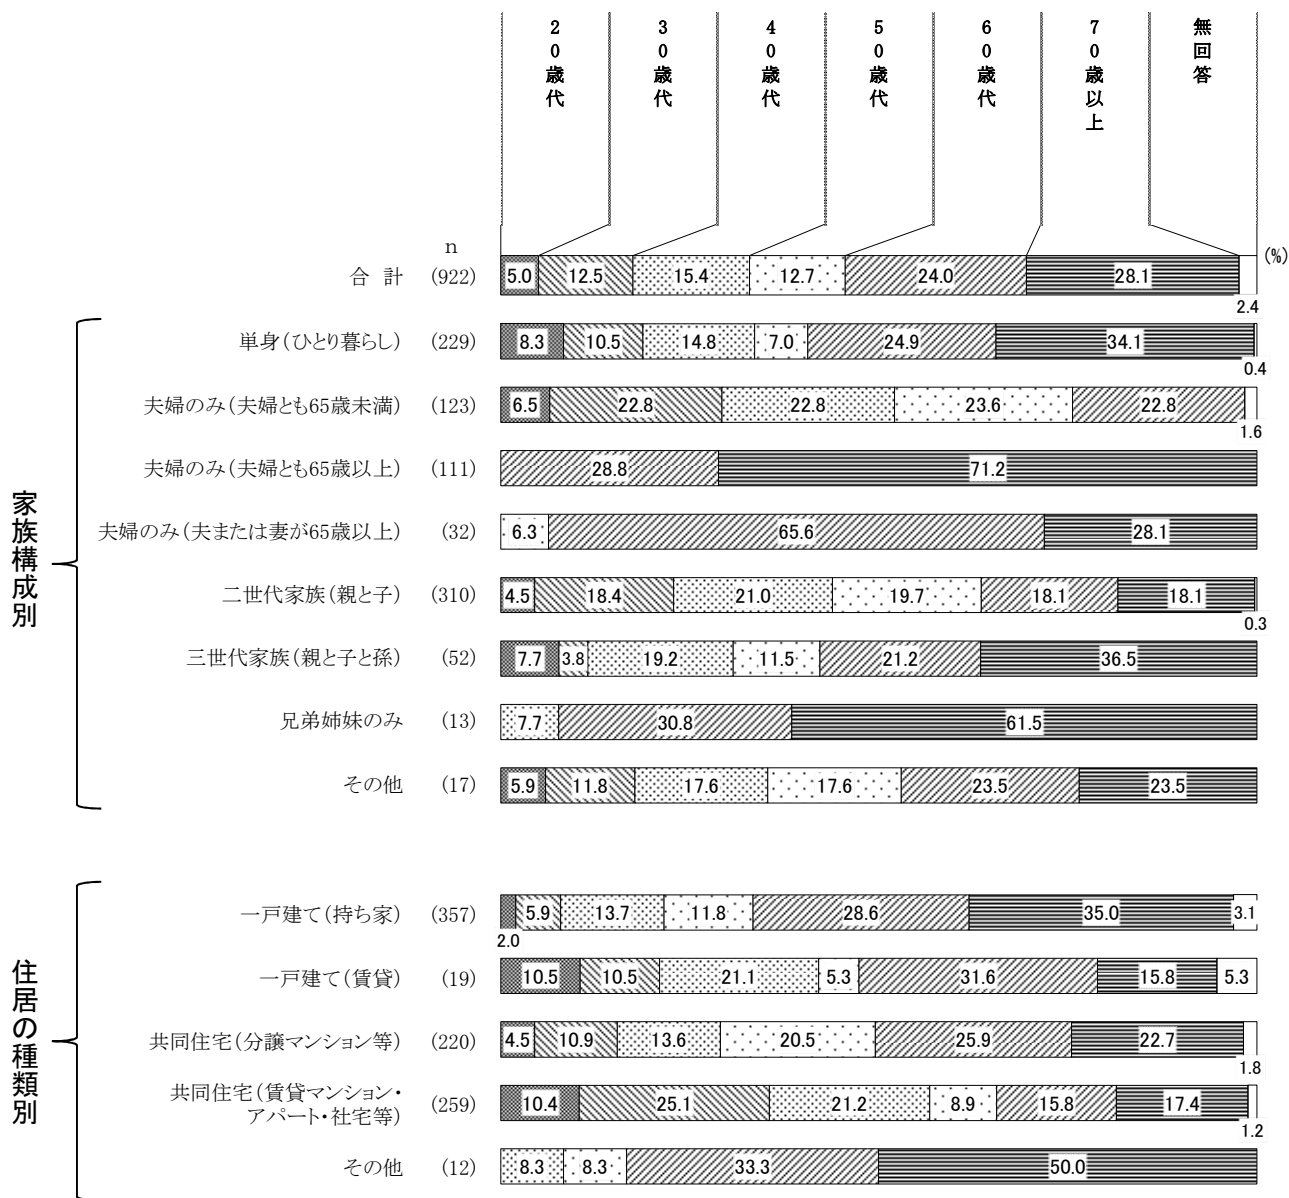 20歳代
30歳代
40歳代
50歳代
60歳代
70歳以上
無回答
n
(%)
合 計 (922) 5.0 12.5 15.4 12.7 24.0 28.1 2.4
家族構成別
単身(ひとり暮らし) (229) 8.3 10.5 14.8 7.0 24.9 34.1 0.4
夫婦のみ(夫婦とも65歳未満) (123) 6.5 22.8 22.8 23.6 22.8 1.6
夫婦のみ(夫婦とも65歳以上) (111) 28.8 71.2
夫婦のみ(夫または妻が65歳以上) (32) 6.3 65.6 28.1
二世代家族(親と子) (310) 4.5 18.4 21.0 19.7 18.1 18.1 0.3
三世代家族(親と子と孫) (52) 7.7 3.8 19.2 11.5 21.2 36.5
兄弟姉妹のみ (13) 7.7 30.8 61.5
その他 (17) 5.9 11.8 17.6 17.6 23.5 23.5
住居の種類別
一戸建て(持ち家) (357) 2.0 5.9 13.7 11.8 28.6 35.0 3.1
一戸建て(賃貸) (19) 10.5 10.5 21.1 5.3 31.6 15.8 5.3
共同住宅(分譲マンション等) (220) 4.5 10.9 13.6 20.5 25.9 22.7 1.8
共同住宅(賃貸マンション・
アパート・社宅等) (259) 10.4 25.1 21.2 8.9 15.8 17.4 1.2
その他 (12) 8.3 8.3 33.3 50.0